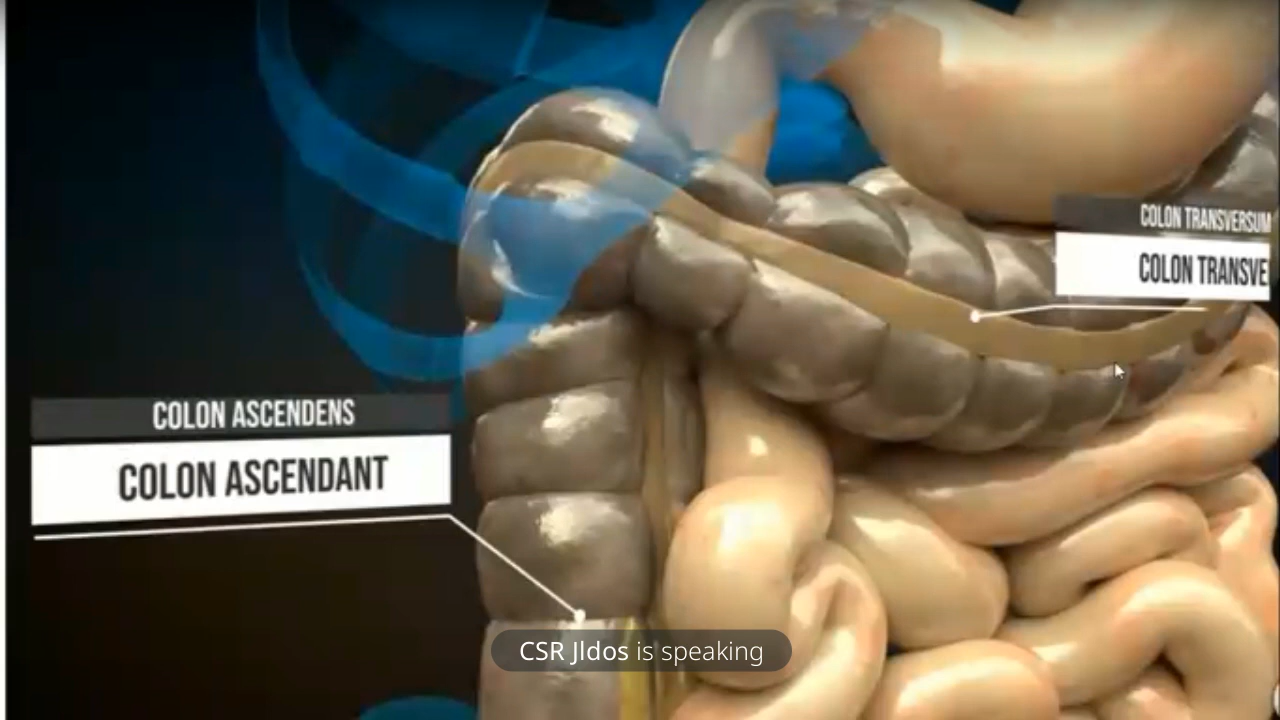 COLON TRANSVERSUM
COLON TRANSVE
COLON ASCENDENS
COLON ASCENDANT
CSR Jldos is speaking